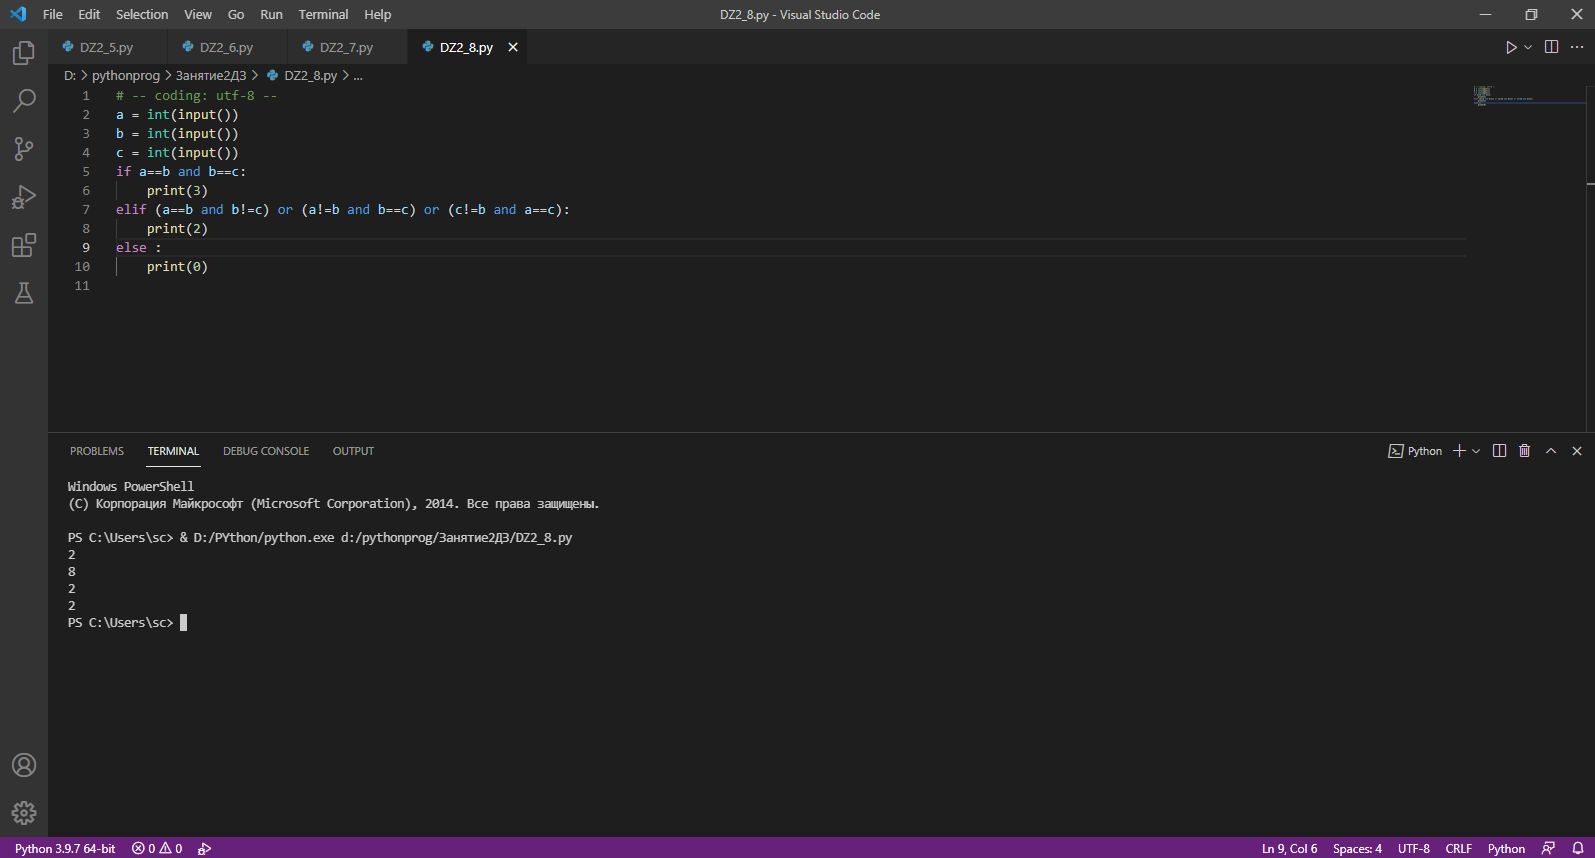 File Edit Selection View Go Run Terminal Help DZ2_8.py - Visual Studio Code
DZ2_5.py DZ2_6.py DZ2_7.py DZ2_8.py
D: > pythonprog > Занятие2ДЗ > DZ2_8.py > ...
1 # -- coding: utf-8 --
2 a = int(input())
3 b = int(input())
4 c = int(input())
5 if a==b and b==c:
6     print(3)
7 elif (a==b and b!=c) or (a!=b and b==c) or (c!=b and a==c):
8     print(2)
9 else :
10     print(0)
11
PROBLEMS TERMINAL DEBUG CONSOLE OUTPUT Python
Windows PowerShell
(C) Корпорация Майкрософт (Microsoft Corporation), 2014. Все права защищены.
PS C:\Users\sc> & D:/PYthon/python.exe d:/pythonprog/Занятие2ДЗ/DZ2_8.py
2
8
2
2
PS C:\Users\sc>
Python 3.9.7 64-bit 0 0 Ln 9, Col 6 Spaces: 4 UTF-8 CRLF Python